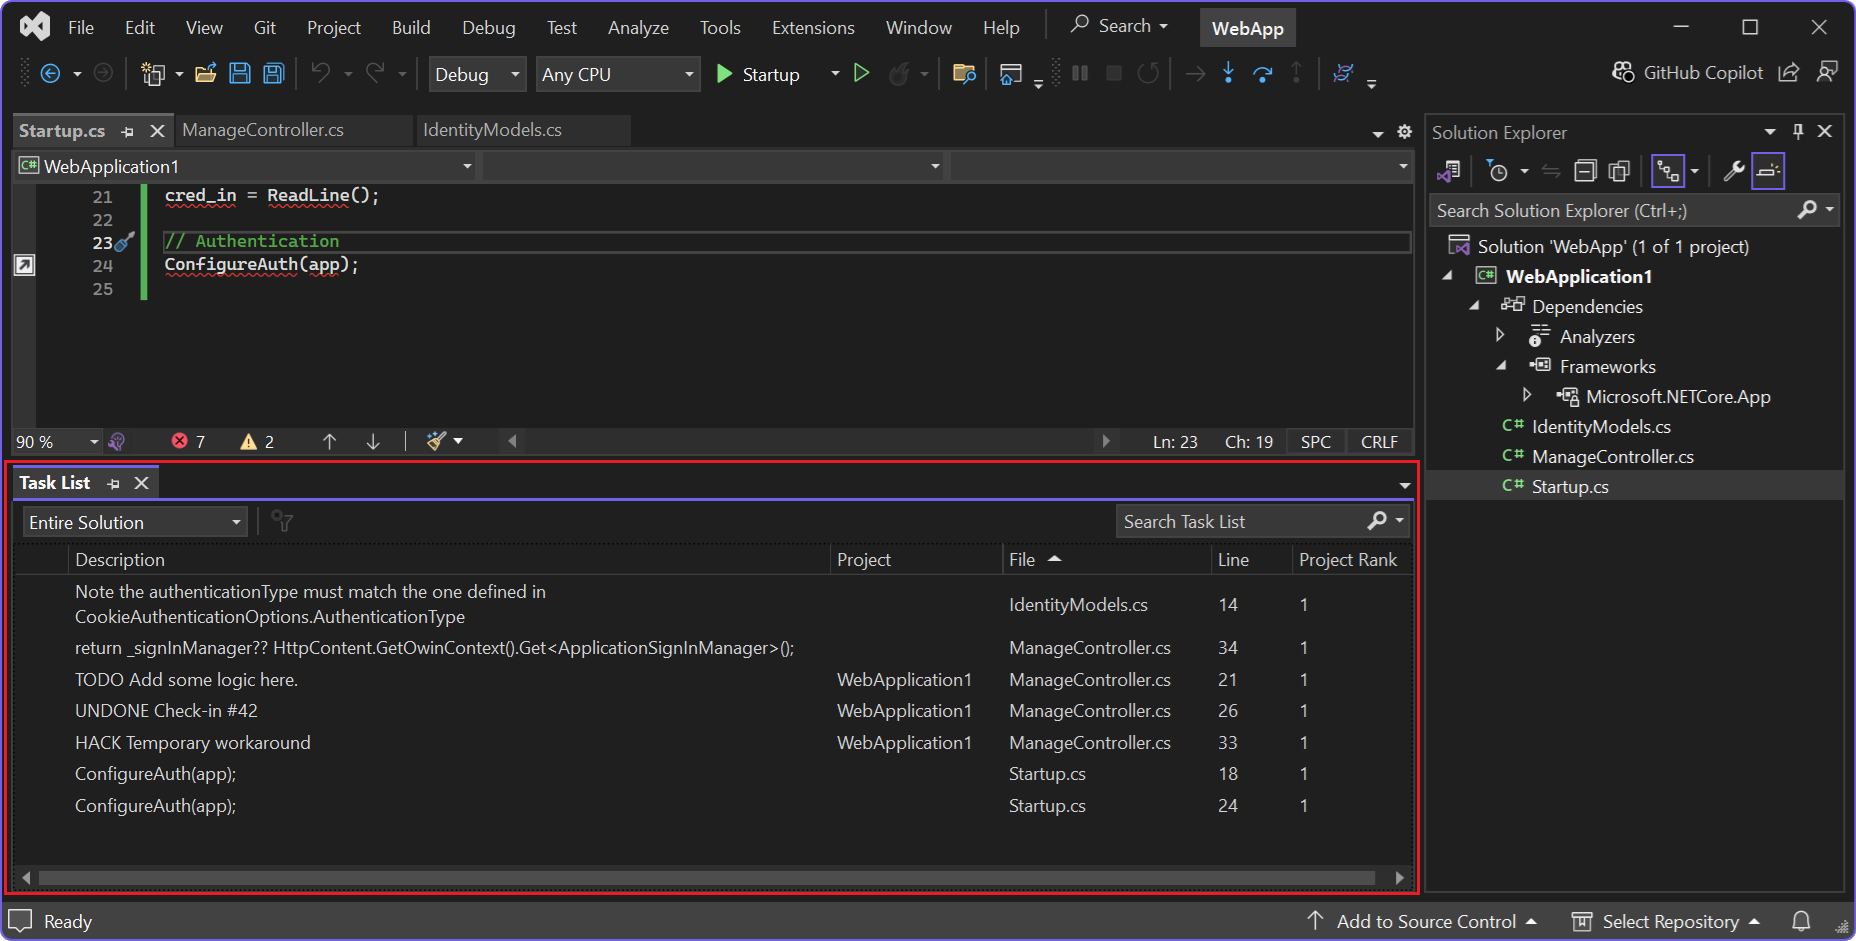 File Edit View Git Project Build Debug Test Analyze Tools Extensions Window Help Search WebApp
Debug Any CPU Startup GitHub Copilot
Startup.cs ManageController.cs IdentityModels.cs
WebApplication1
21 cred_in = ReadLine();
22
23 // Authentication
24 ConfigureAuth(app);
25
90 % 7 2 Ln: 23 Ch: 19 SPC CRLF
Task List
Entire Solution Search Task List
Description Project File Line Project Rank
Note the authenticationType must match the one defined in
CookieAuthenticationOptions.AuthenticationType IdentityModels.cs 14 1
return _signInManager?? HttpContent.GetOwinContext().Get<ApplicationSignInManager>(); ManageController.cs 34 1
TODO Add some logic here. WebApplication1 ManageController.cs 21 1
UNDONE Check-in #42 WebApplication1 ManageController.cs 26 1
HACK Temporary workaround WebApplication1 ManageController.cs 33 1
ConfigureAuth(app); Startup.cs 18 1
ConfigureAuth(app); Startup.cs 24 1
Solution Explorer
Search Solution Explorer (Ctrl+;)
Solution 'WebApp' (1 of 1 project)
C# WebApplication1
Dependencies
Analyzers
Frameworks
Microsoft.NETCore.App
C# IdentityModels.cs
C# ManageController.cs
C# Startup.cs
Ready Add to Source Control Select Repository